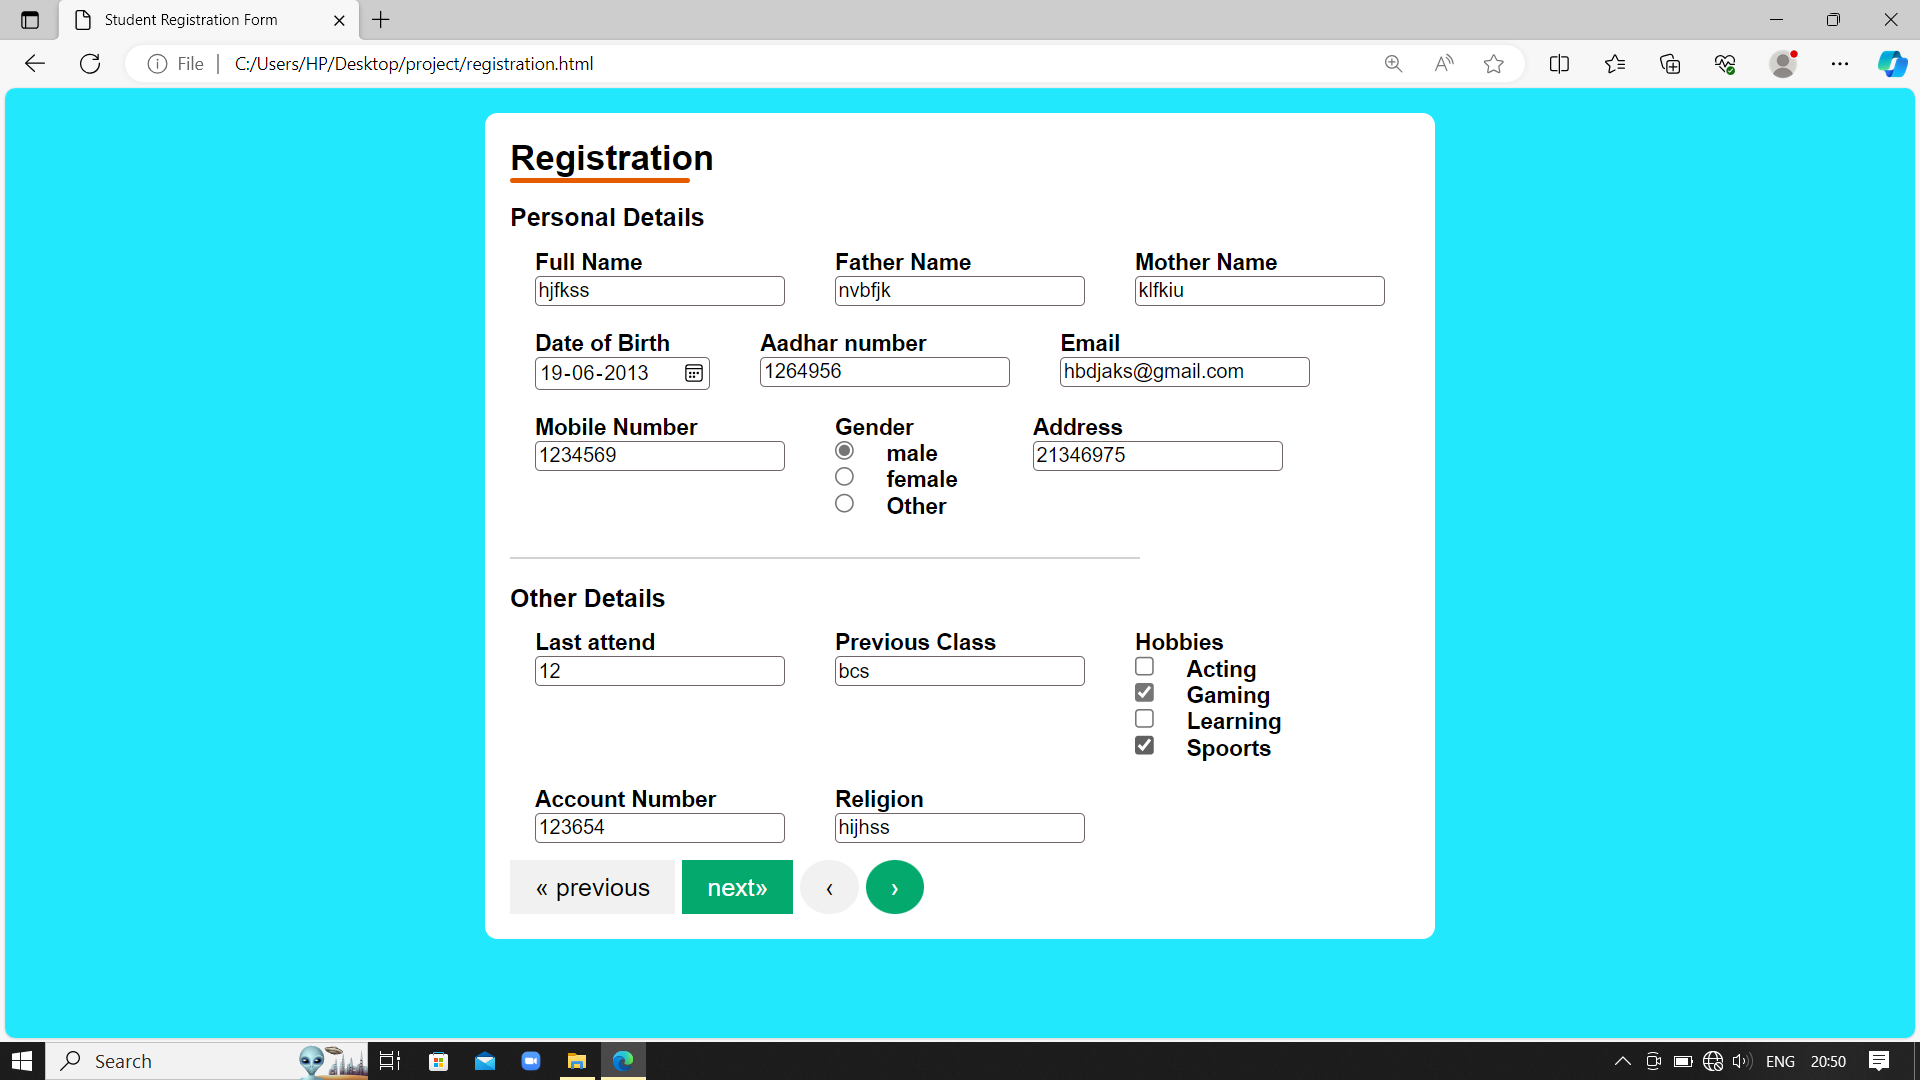 Student Registration Form
File
C:/Users/HP/Desktop/project/registration.html
Registration
Personal Details
Full Name Father Name Mother Name
hjfkss nvbfjk klfkiu
Date of Birth Aadhar number Email
19-06-2013 1264956 hbdjaks@gmail.com
Mobile Number Gender Address
1234569 male 21346975
female
Other
Other Details
Last attend Previous Class Hobbies
12 bcs Acting
Gaming
Learning
Spoorts
Account Number Religion
123654 hijhss
« previous next» ‹ ›
Search ENG 20:50